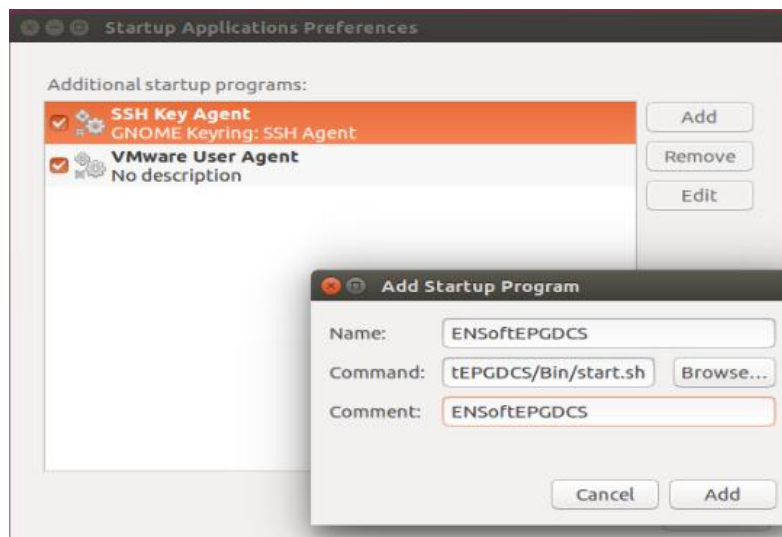 Startup Applications Preferences
Additional startup programs:
SSH Key Agent
GNOME Keyring: SSH Agent
Add
VMware User Agent
No description
Remove
Edit
Add Startup Program
Name: ENSoftEPGDCS
Command: tEPGDCS/Bin/start.sh Browse...
Comment: ENSoftEPGDCS
Cancel Add